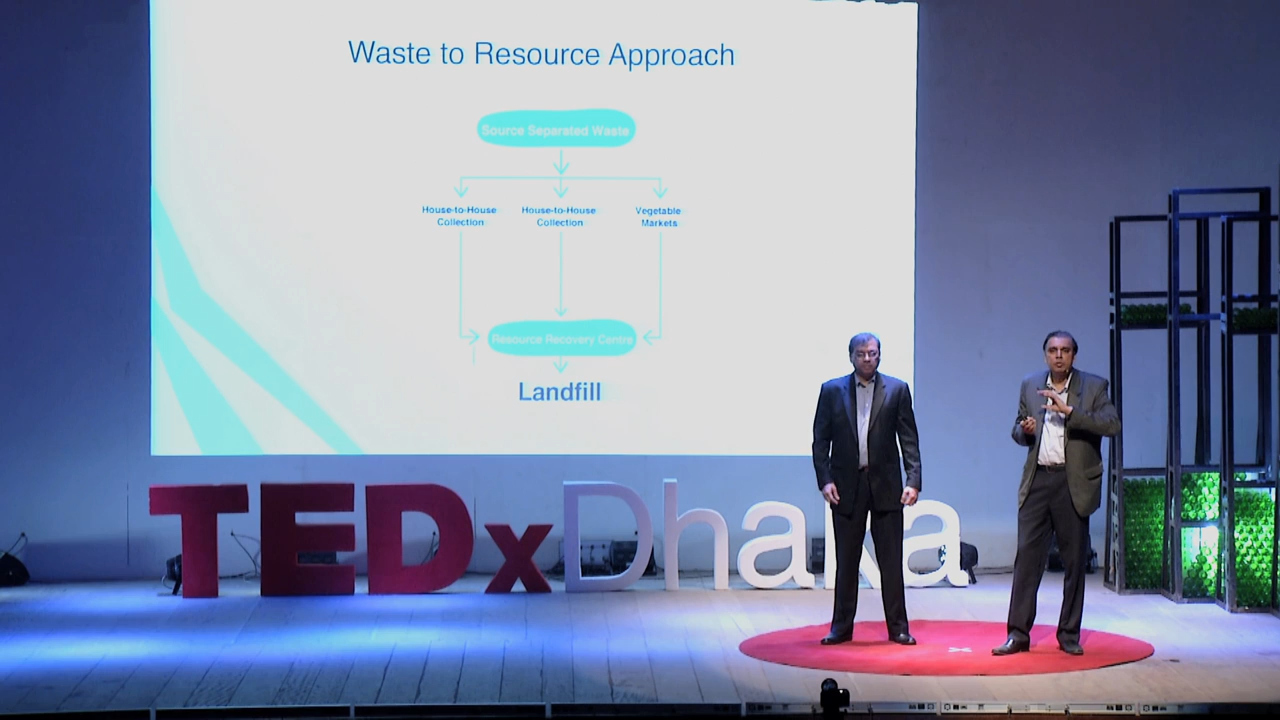 Waste to Resource Approach
Source Separated Waste
House-to-House
Collection
House-to-House
Collection
Vegetable
Markets
Resource Recovery Centre
Landfill
TEDxDhaka